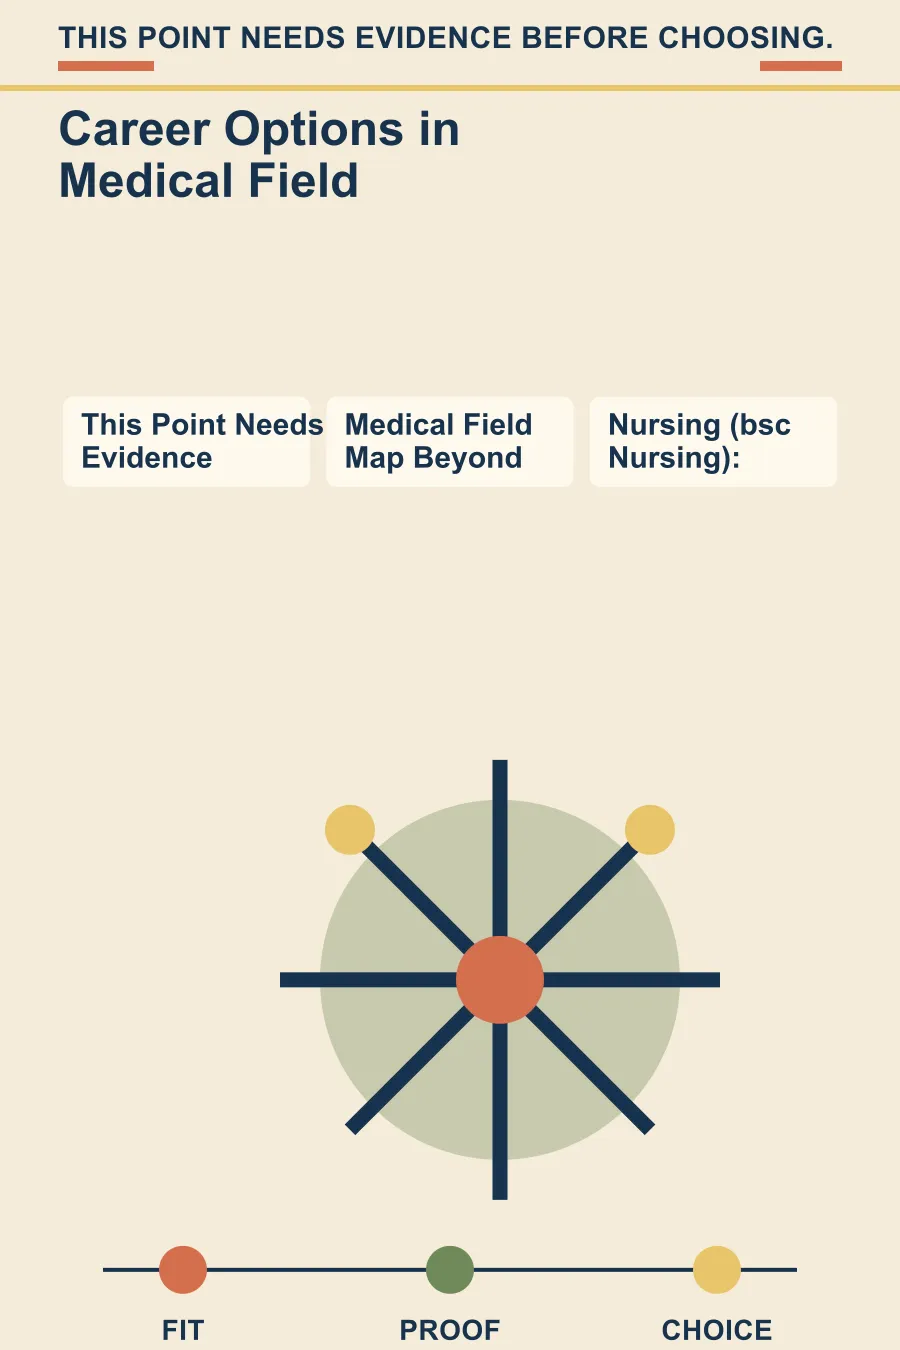 THIS POINT NEEDS EVIDENCE BEFORE CHOOSING.
Career Options in
Medical Field
This Point Needs
Evidence
Medical Field
Map Beyond
Nursing (bsc
Nursing):
FIT
PROOF
CHOICE